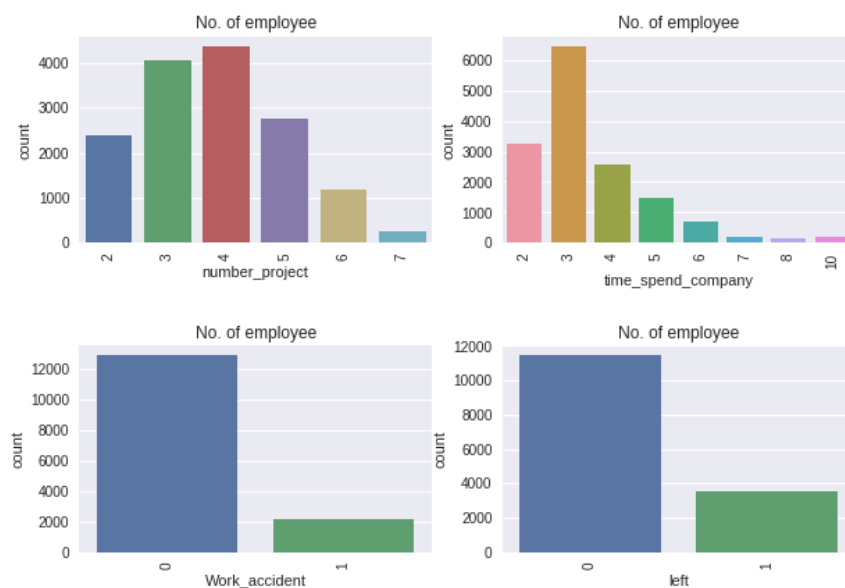 No. of employee
4000
3000
2000
1000
0
count
2 3 4 5 6 7
number_project
No. of employee
6000
5000
4000
3000
2000
1000
0
count
2 3 4 5 6 7 8 10
time_spend_company
No. of employee
12000
10000
8000
6000
4000
2000
0
count
0 1
Work_accident
No. of employee
12000
10000
8000
6000
4000
2000
0
count
0 1
left